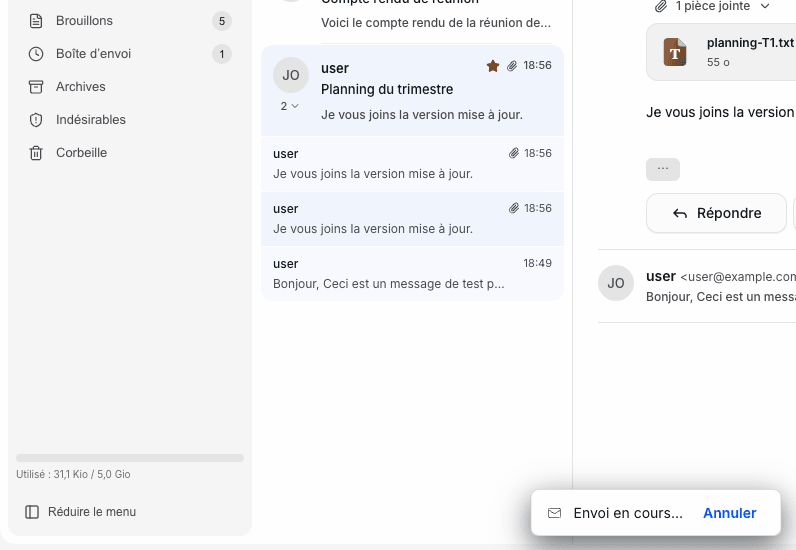 Brouillons 5
Boîte d'envoi 1
Archives
Indésirables
Corbeille
Utilisé : 31,1 Kio / 5,0 Gio
Réduire le menu
Compte rendu de réunion
Voici le compte rendu de la réunion de...
JO user 18:56
Planning du trimestre
2
Je vous joins la version mise à jour.
user 18:56
Je vous joins la version mise à jour.
user 18:56
Je vous joins la version mise à jour.
user 18:49
Bonjour, Ceci est un message de test p...
1 pièce jointe
planning-T1.txt
55 o
Je vous joins la version
...
Répondre
JO user <user@example.com
Bonjour, Ceci est un messa
Envoi en cours... Annuler